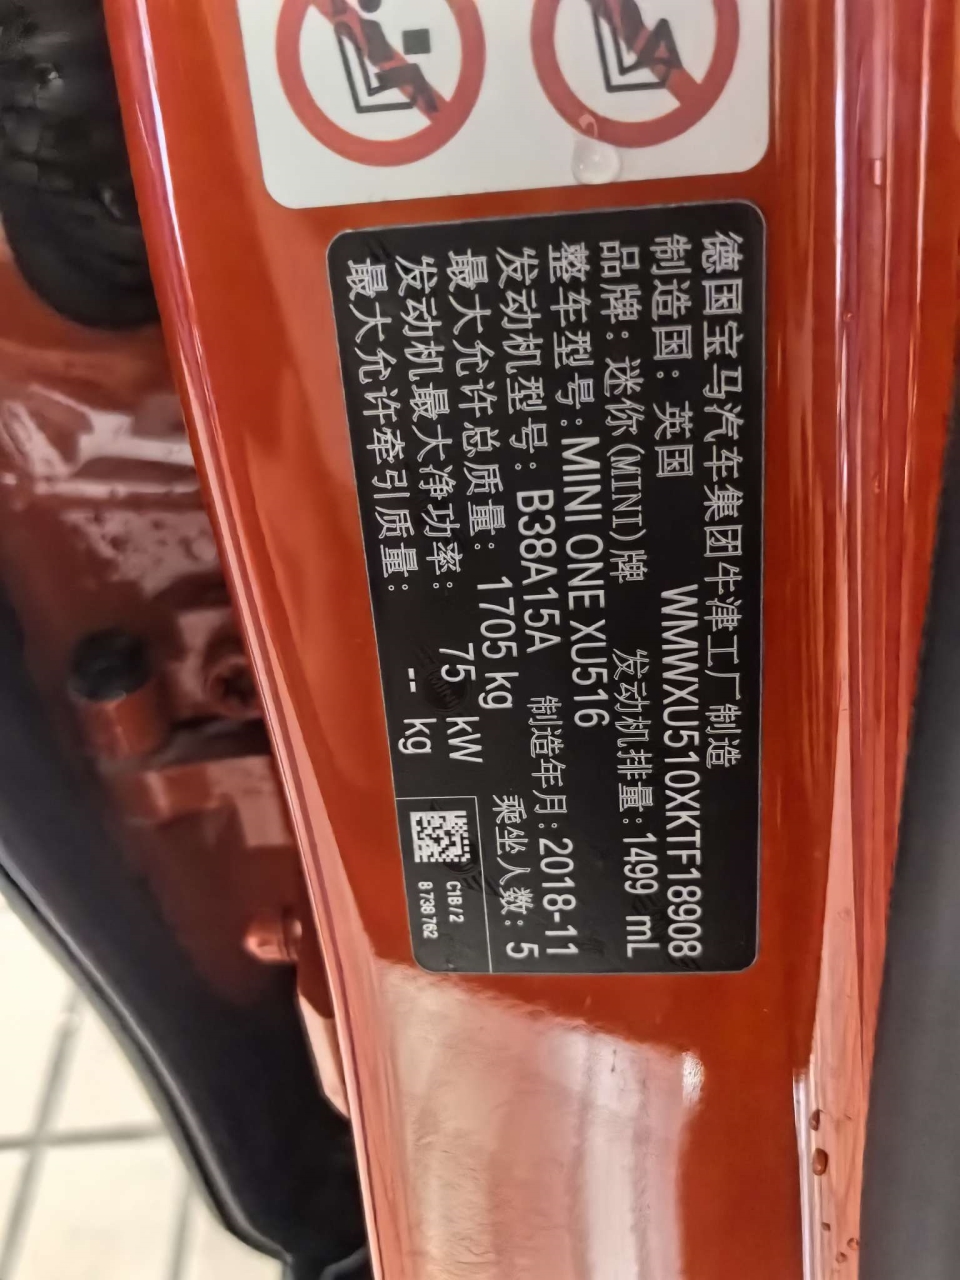 德国宝马汽车集团牛津工厂制造
制造国：英国 WMWXU510XKTF18908
品牌：迷你(MINI)牌 发动机排量：1499 mL
整车型号：MINI ONE XU516
发动机型号：B38A15A 制造年月：2018-11
最大允许总质量：1705 kg 乘坐人数：5
发动机最大净功率：75 kW
最大允许牵引质量：-- kg
C1B / 2
8 738 762